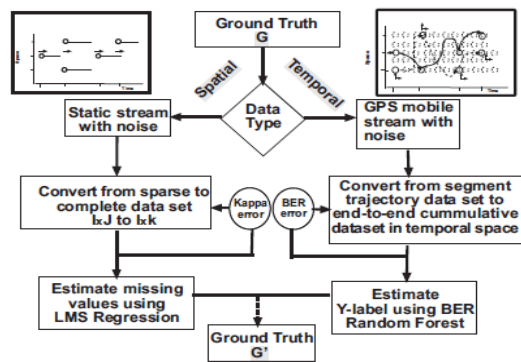 Ground Truth
G
Spatial
Temporal
Data
Type
Space
Time
Static stream
with noise
GPS mobile
stream with
noise
Convert from sparse to
complete data set
IxJ to Ixk
Kappa
error
BER
error
Convert from segment
trajectory data set to
end-to-end cummulative
dataset in temporal space
Estimate missing
values using
LMS Regression
Estimate
Y-label using BER
Random Forest
Ground Truth
G'